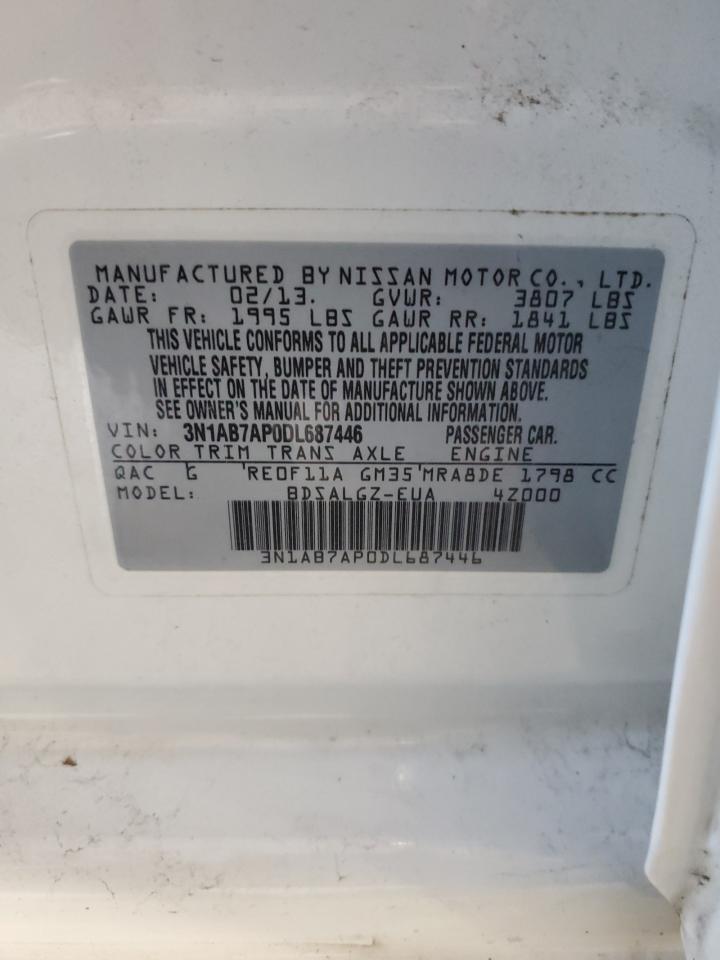 MANUFACTURED BY NISSAN MOTOR CO., LTD.
DATE: 02/13. GVWR: 3807 LBS
GAWR FR: 1995 LBS GAWR RR: 1841 LBS
THIS VEHICLE CONFORMS TO ALL APPLICABLE FEDERAL MOTOR
VEHICLE SAFETY, BUMPER AND THEFT PREVENTION STANDARDS
IN EFFECT ON THE DATE OF MANUFACTURE SHOWN ABOVE.
SEE OWNER'S MANUAL FOR ADDITIONAL INFORMATION.
VIN: 3N1AB7AP0DL687446 PASSENGER CAR.
COLOR TRIM TRANS AXLE ENGINE
QAC G RE0F11A GM35 MRA8DE 1798 CC
MODEL: BDSALGZ-EUA 4Z000
3N1AB7AP0DL687446